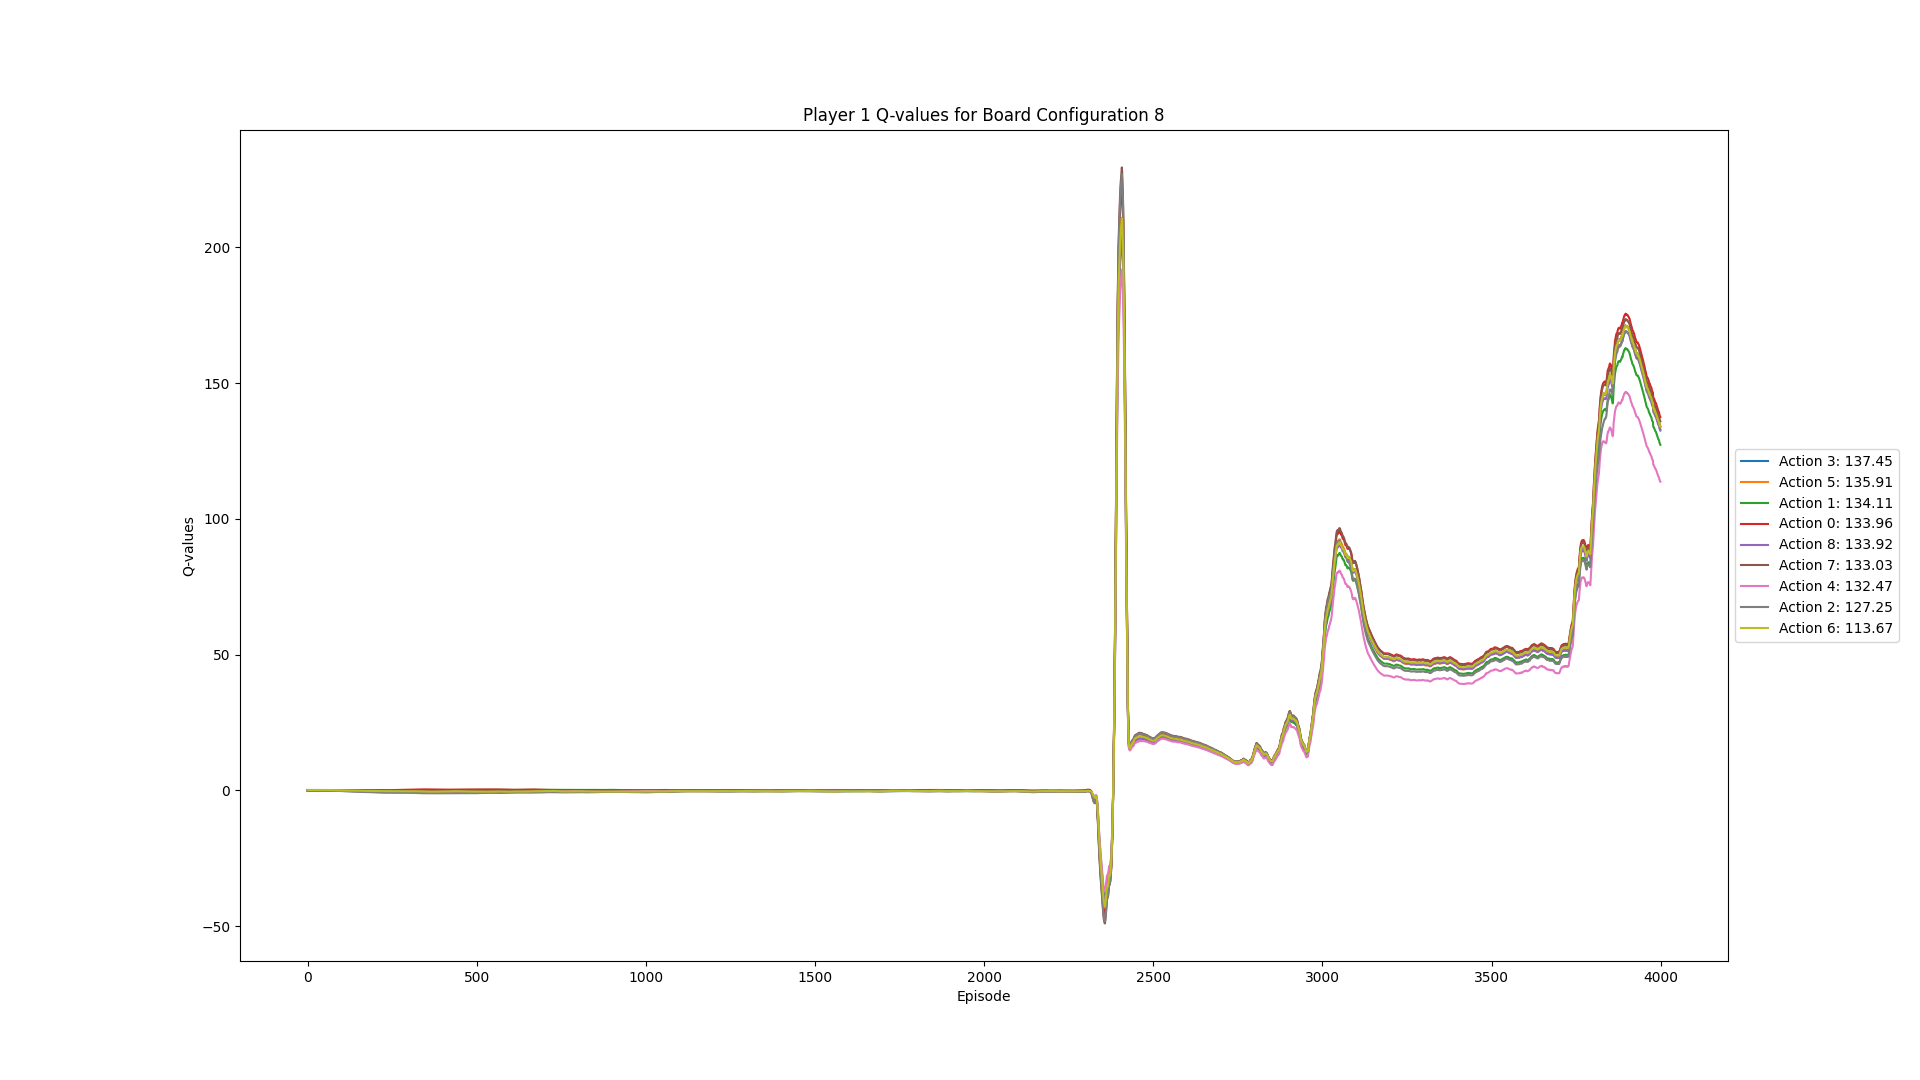 Player 1 Q-values for Board Configuration 8
200
150
100
50
0
−50
Q-values
0 500 1000 1500 2000 2500 3000 3500 4000
Episode
Action 3: 137.45
Action 5: 135.91
Action 1: 134.11
Action 0: 133.96
Action 8: 133.92
Action 7: 133.03
Action 4: 132.47
Action 2: 127.25
Action 6: 113.67